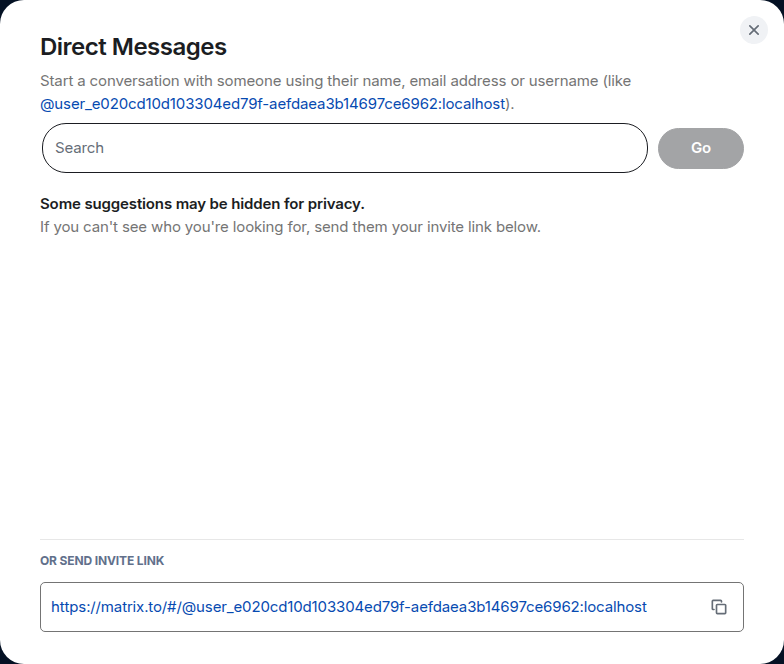 Direct Messages
Start a conversation with someone using their name, email address or username (like
@user_e020cd10d103304ed79f-aefdaea3b14697ce6962:localhost).
Search
Go
Some suggestions may be hidden for privacy.
If you can't see who you're looking for, send them your invite link below.
OR SEND INVITE LINK
https://matrix.to/#/@user_e020cd10d103304ed79f-aefdaea3b14697ce6962:localhost